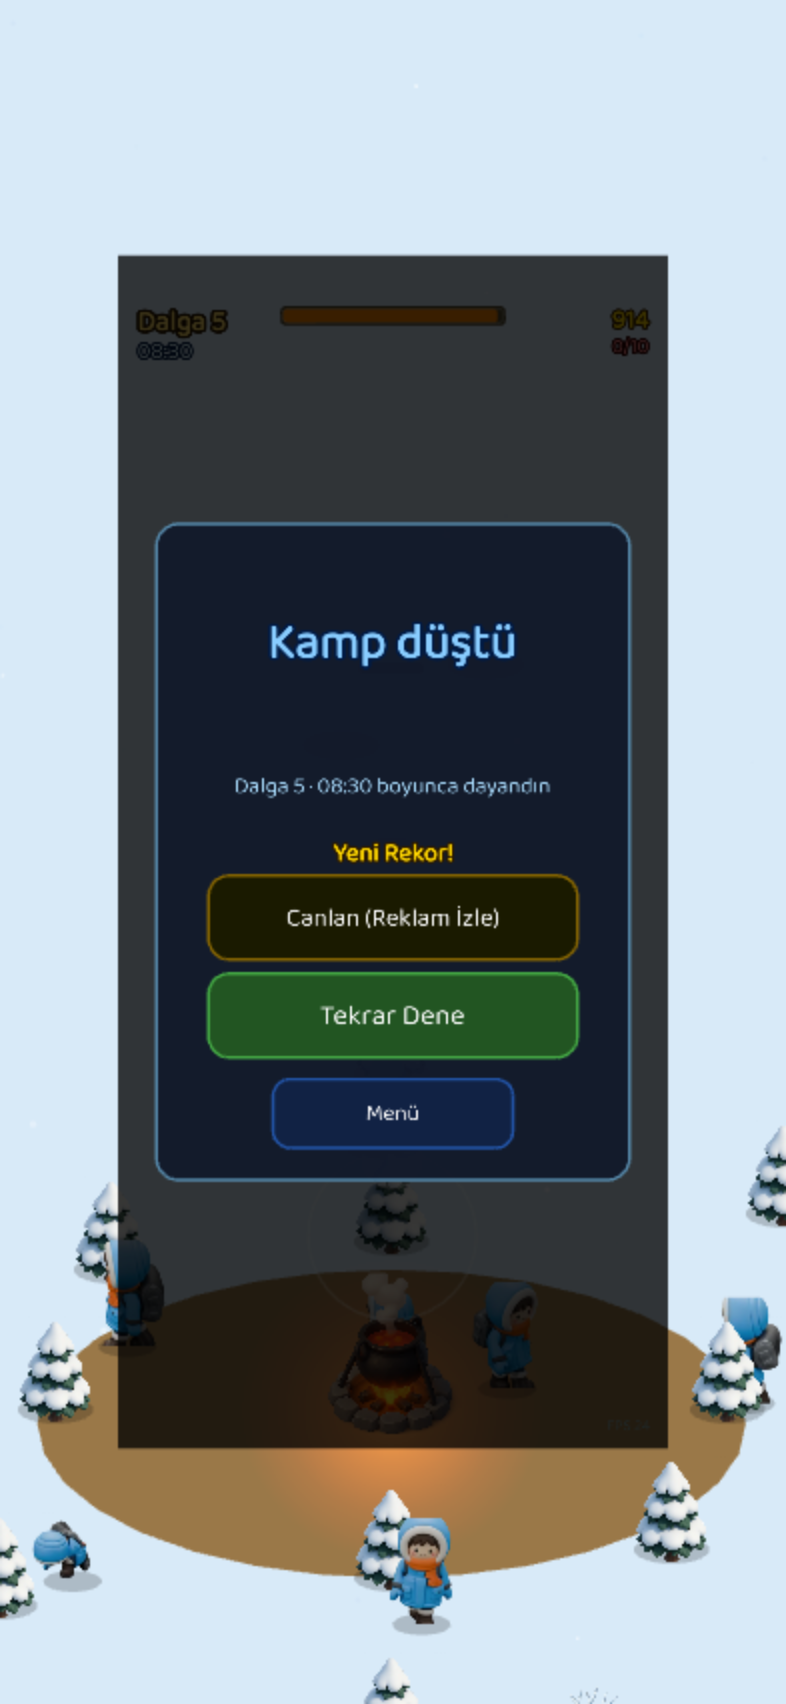 Dalga 5
08:30
914
0/10
Kamp düştü
Dalga 5 · 08:30 boyunca dayandın
Yeni Rekor!
Canlan (Reklam İzle)
Tekrar Dene
Menü